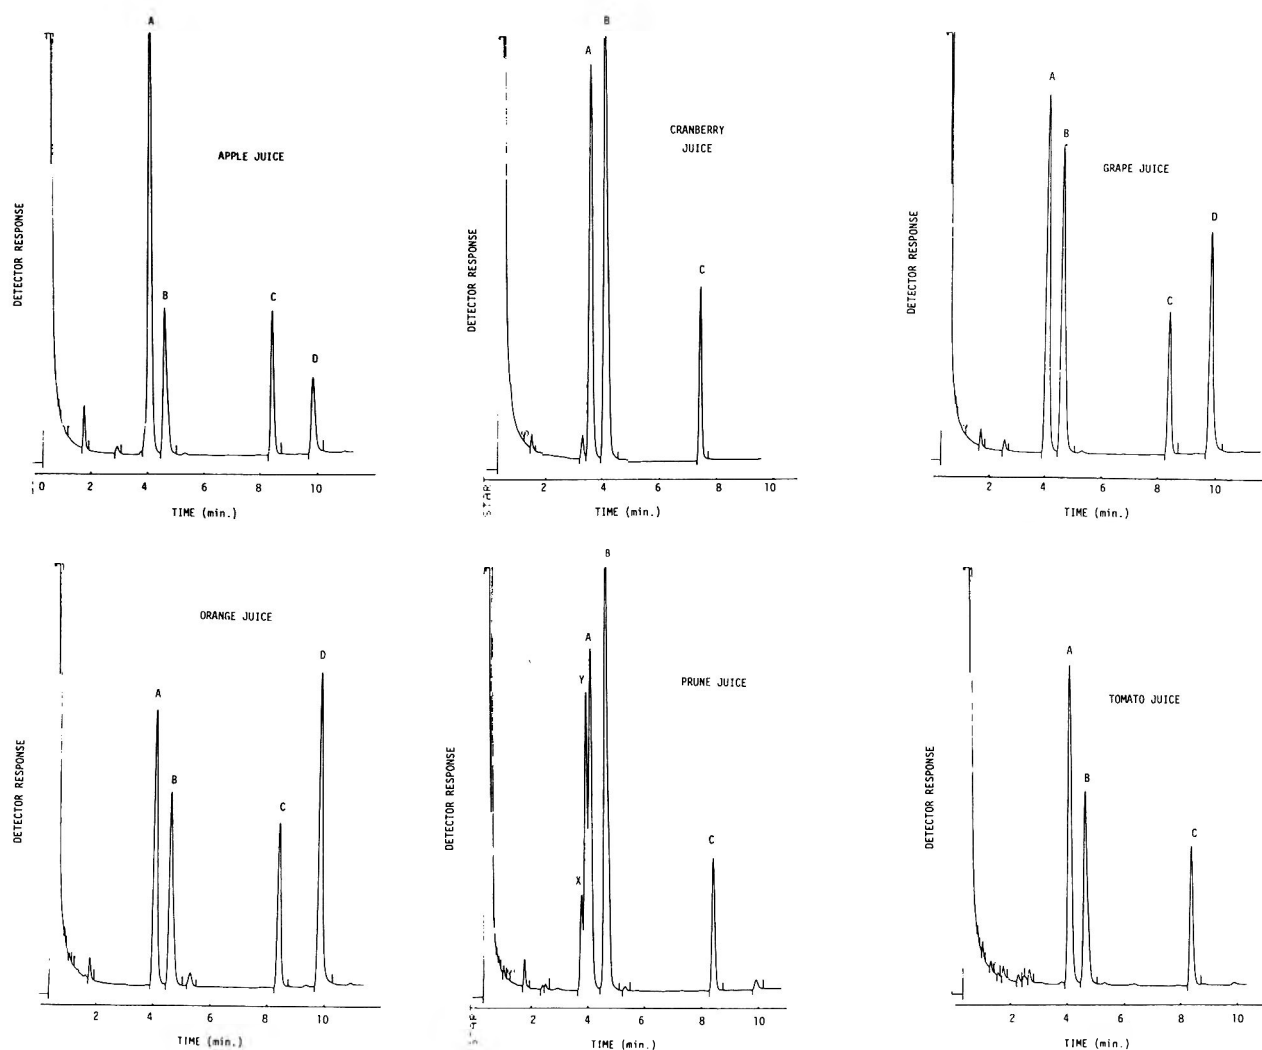 A
B
C
D
APPLE JUICE
DETECTOR RESPONSE
0 2 4 6 8 10
TIME (min.)
B
A
C
CRANBERRY
JUICE
DETECTOR RESPONSE
2 4 6 8 10
TIME (min.)
A
B
D
C
GRAPE JUICE
DETECTOR RESPONSE
2 4 6 8 10
TIME (min.)
ORANGE JUICE
D
A
B
C
DETECTOR RESPONSE
2 4 6 8 10
TIME (min.)
B
A
Y
X
C
PRUNE JUICE
DETECTOR RESPONSE
2 4 6 8 10
TIME (min.)
A
B
C
TOMATO JUICE
DETECTOR RESPONSE
2 4 6 8 10
TIME (min.)